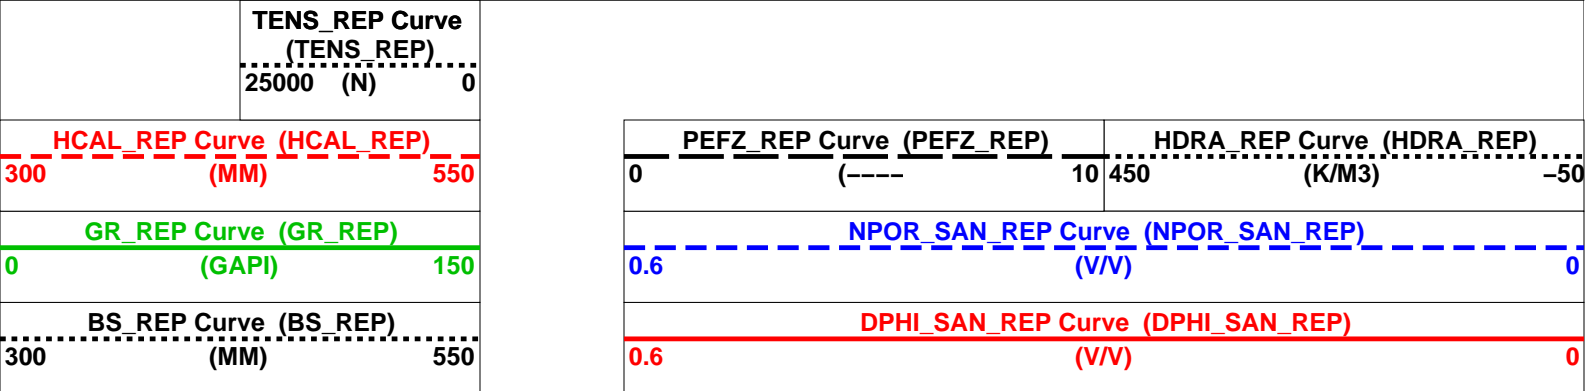 TENS_REP Curve
(TENS_REP)
25000 (N) 0
HCAL_REP Curve (HCAL_REP)
300 (MM) 550
PEFZ_REP Curve (PEFZ_REP)
0 (−−−− 10
HDRA_REP Curve (HDRA_REP)
450 (K/M3) −50
GR_REP Curve (GR_REP)
0 (GAPI) 150
NPOR_SAN_REP Curve (NPOR_SAN_REP)
0.6 (V/V) 0
BS_REP Curve (BS_REP)
300 (MM) 550
DPHI_SAN_REP Curve (DPHI_SAN_REP)
0.6 (V/V) 0